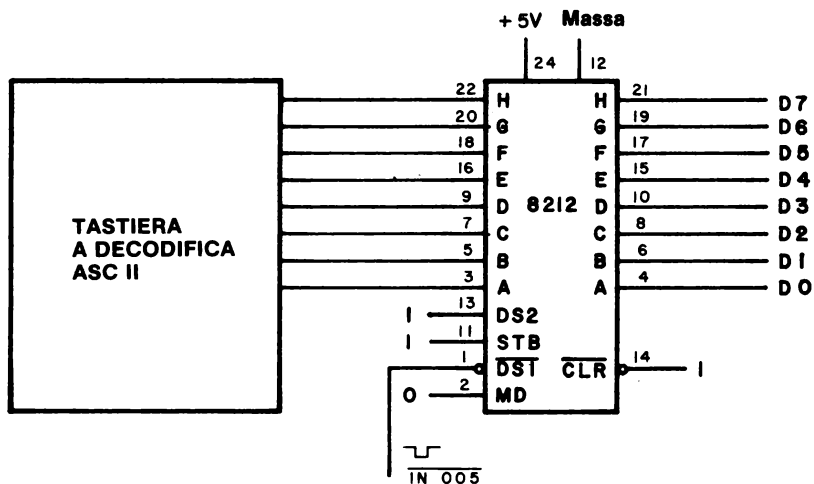 +5V Massa
24 12
22 H H 21 D7
20 G G 19 D6
18 F F 17 D5
16 E E 15 D4
9 D 8212 D 10 D3
7 C C 8 D2
5 B B 6 D1
3 A A 4 D0
TASTIERA
A DECODIFICA
ASC II
1 13 DS2
1 11 STB
1 DS1 CLR 14 1
0 2 MD
IN 005